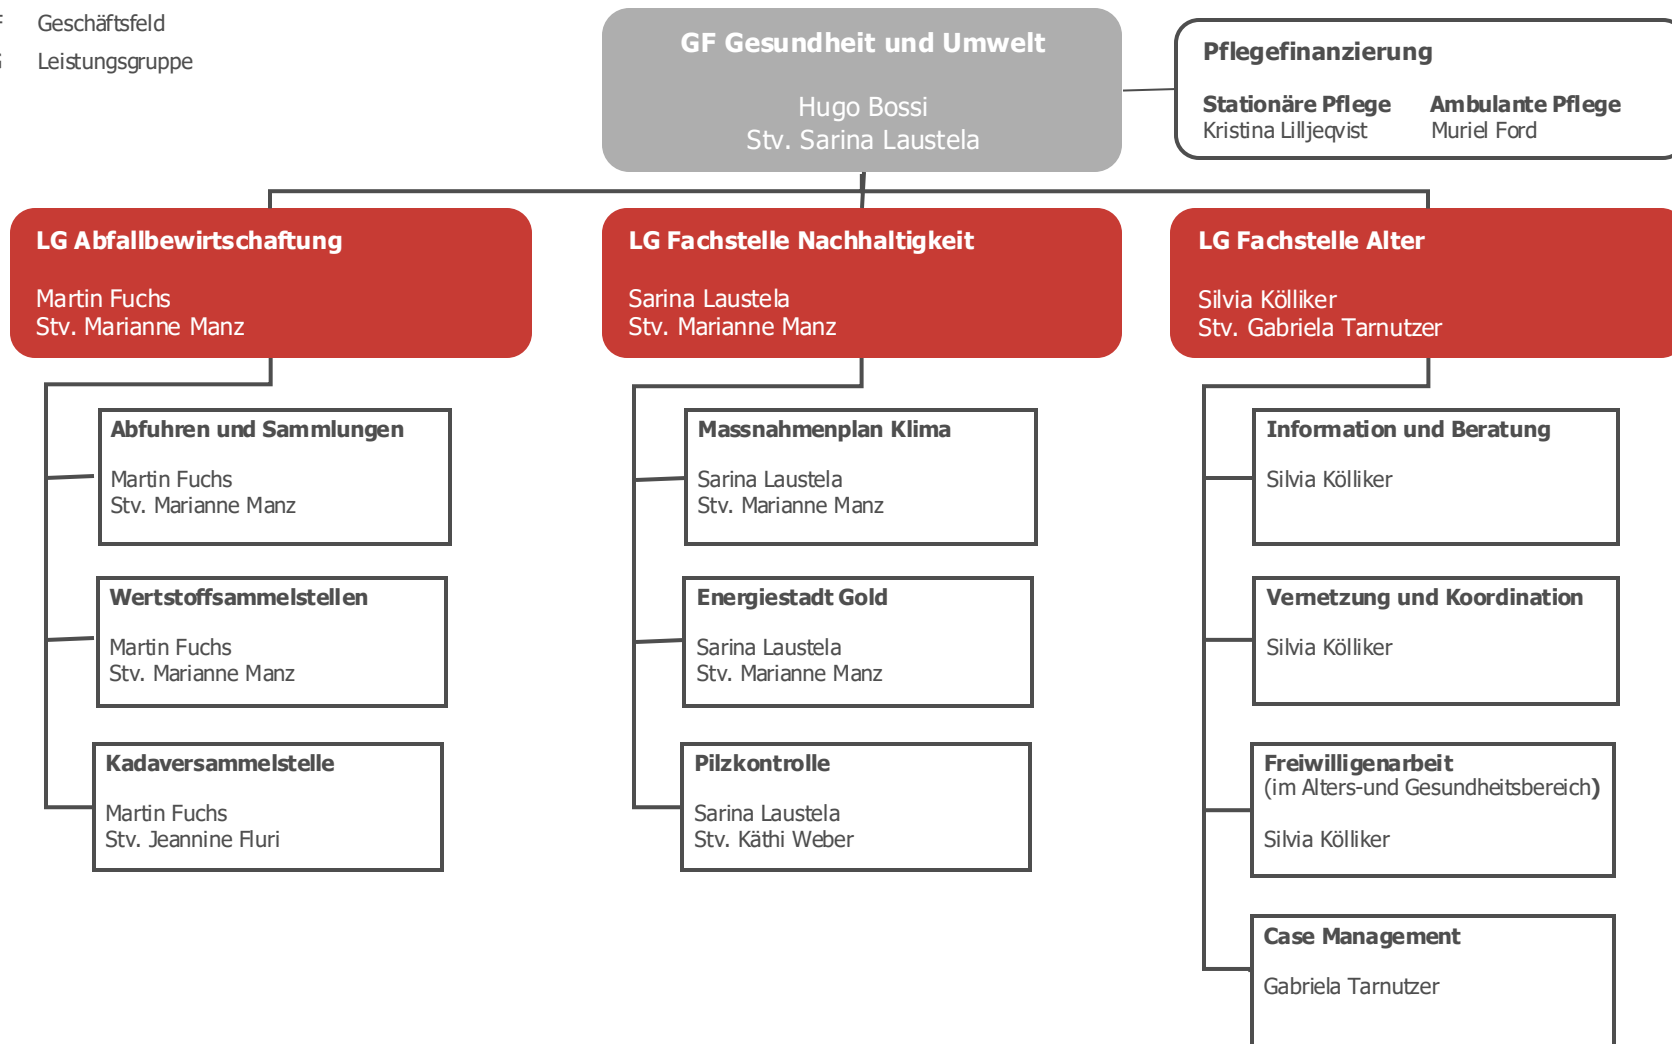 Geschäftsfeld
Leistungsgruppe
GF Gesundheit und Umwelt
Hugo Bossi
Stv. Sarina Laustela
Pflegefinanzierung
Stationäre Pflege Ambulante Pflege
Kristina Lilljeqvist Muriel Ford
LG Abfallbewirtschaftung
Martin Fuchs
Stv. Marianne Manz
Abfuhren und Sammlungen
Martin Fuchs
Stv. Marianne Manz
Wertstoffsammelstellen
Martin Fuchs
Stv. Marianne Manz
Kadaversammelstelle
Martin Fuchs
Stv. Jeannine Fluri
LG Fachstelle Nachhaltigkeit
Sarina Laustela
Stv. Marianne Manz
Massnahmenplan Klima
Sarina Laustela
Stv. Marianne Manz
Energiestadt Gold
Sarina Laustela
Stv. Marianne Manz
Pilzkontrolle
Sarina Laustela
Stv. Käthi Weber
LG Fachstelle Alter
Silvia Kölliker
Stv. Gabriela Tarnutzer
Information und Beratung
Silvia Kölliker
Vernetzung und Koordination
Silvia Kölliker
Freiwilligenarbeit
(im Alters-und Gesundheitsbereich)
Silvia Kölliker
Case Management
Gabriela Tarnutzer